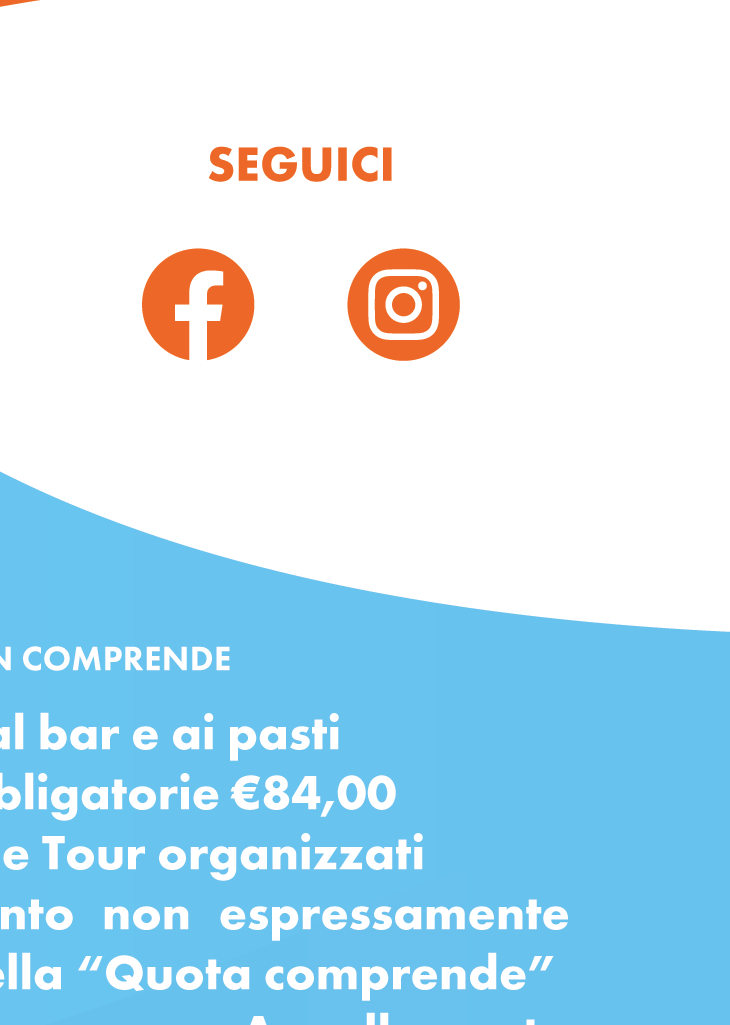 SEGUICI
N COMPRENDE
al bar e ai pasti
bligatorie €84,00
e Tour organizzati
nto non espressamente
ella “Quota comprende”